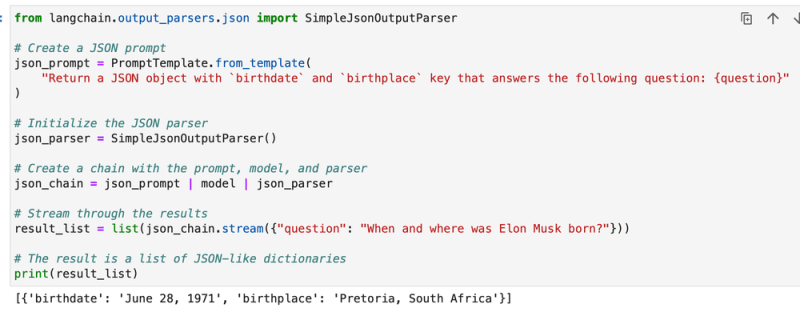 from langchain.output_parsers.json import SimpleJsonOutputParser
# Create a JSON prompt
json_prompt = PromptTemplate.from_template(
"Return a JSON object with `birthdate` and `birthplace` key that answers the following question: {question}"
)
# Initialize the JSON parser
json_parser = SimpleJsonOutputParser()
# Create a chain with the prompt, model, and parser
json_chain = json_prompt | model | json_parser
# Stream through the results
result_list = list(json_chain.stream({"question": "When and where was Elon Musk born?"}))
# The result is a list of JSON-like dictionaries
print(result_list)
[{'birthdate': 'June 28, 1971', 'birthplace': 'Pretoria, South Africa'}]